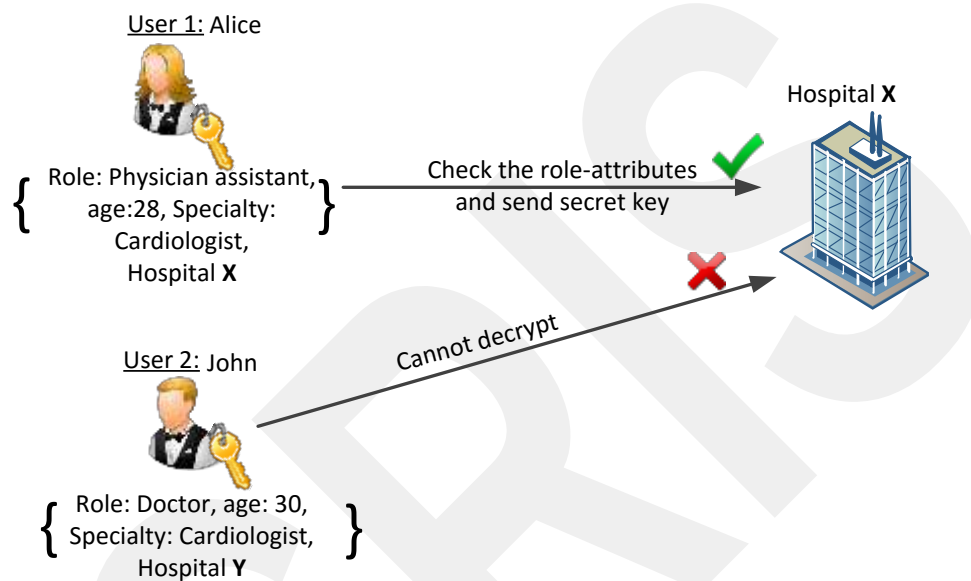 User 1: Alice
Hospital X
{ Role: Physician assistant, }
age:28, Specialty:
Cardiologist,
Hospital X
Check the role-attributes
and send secret key
Cannot decrypt
User 2: John
{ Role: Doctor, age: 30, }
Specialty: Cardiologist,
Hospital Y
CRIS